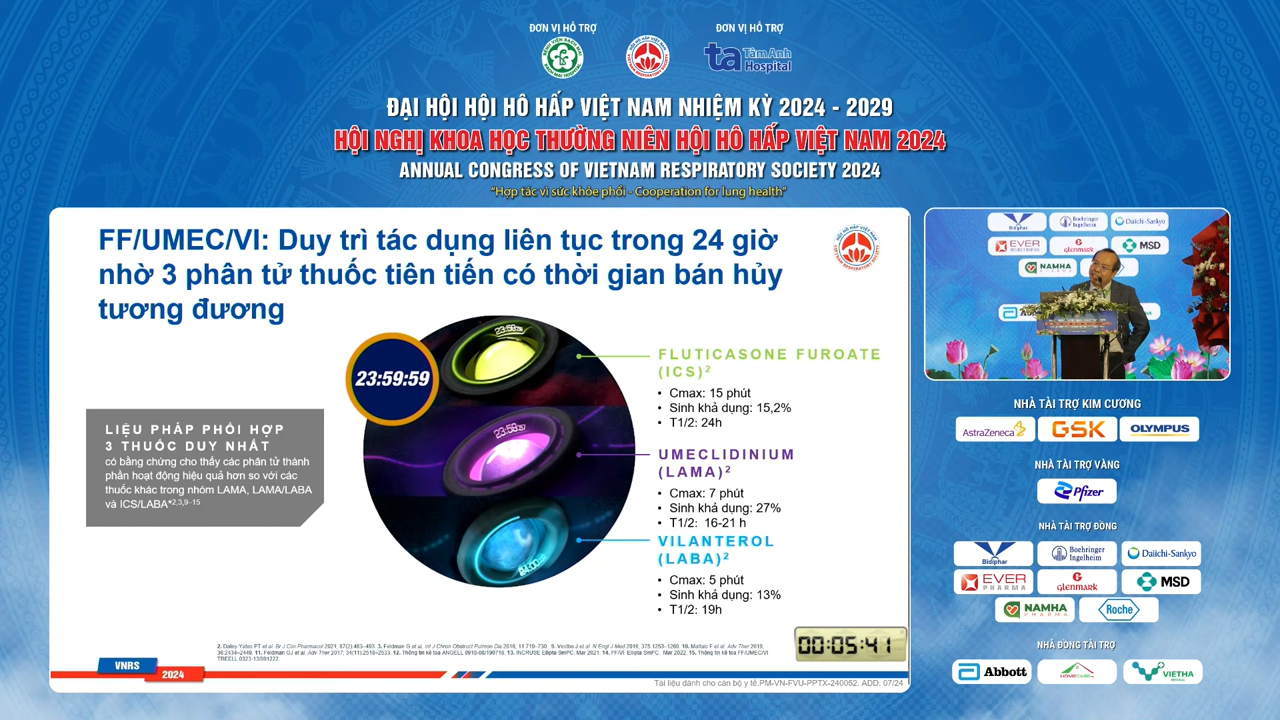 ĐƠN VỊ HỖ TRỢ
ĐƠN VỊ HỖ TRỢ
ta TâmAnh Hospital
ĐẠI HỘI HỘI HÔ HẤP VIỆT NAM NHIỆM KỲ 2024 - 2029
HỘI NGHỊ KHOA HỌC THƯỜNG NIÊN HỘI HÔ HẤP VIỆT NAM 2024
ANNUAL CONGRESS OF VIETNAM RESPIRATORY SOCIETY 2024
"Hợp tác vì sức khỏe phổi - Cooperation for lung health"
FF/UMEC/VI: Duy trì tác dụng liên tục trong 24 giờ
nhờ 3 phân tử thuốc tiên tiến có thời gian bán hủy
tương đương
23:59:59
LIỆU PHÁP PHỐI HỢP
3 THUỐC DUY NHẤT
có bằng chứng cho thấy các phân tử thành
phần hoạt động hiệu quả hơn so với các
thuốc khác trong nhóm LAMA, LAMA/LABA
và ICS/LABA*2,3,9–15
FLUTICASONE FUROATE
(ICS)2
• Cmax: 15 phút
• Sinh khả dụng: 15,2%
• T1/2: 24h
UMECLIDINIUM
(LAMA)2
• Cmax: 7 phút
• Sinh khả dụng: 27%
• T1/2: 16-21 h
VILANTEROL
(LABA)2
• Cmax: 5 phút
• Sinh khả dụng: 13%
• T1/2: 19h
00:05:41
VNRS
2024
Tài liệu dành cho cán bộ y tế.PM-VN-FVU-PPTX-240052. ADD: 07/24
Bidiphar
Boehringer Ingelheim
Daiichi-Sankyo
EVER
Glenmark
MSD
NAMHA
NHÀ TÀI TRỢ KIM CƯƠNG
AstraZeneca
GSK
OLYMPUS
NHÀ TÀI TRỢ VÀNG
Pfizer
NHÀ TÀI TRỢ ĐỒNG
Bidiphar
Boehringer Ingelheim
Daiichi-Sankyo
EVER PHARMA
Glenmark
MSD
NAMHA PHARMA
Roche
NHÀ ĐỒNG TÀI TRỢ
Abbott
HOMECARE
VIETHA